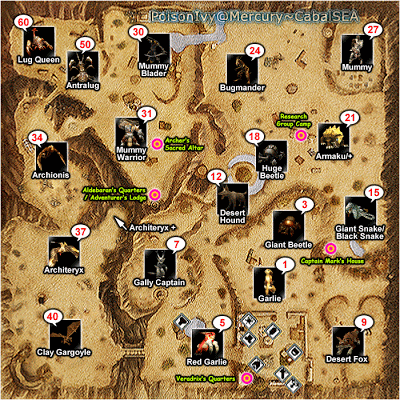 PoisonIvy@Mercury~CabalSEA
60
Lug Queen
50
Antralug
30
Mummy
Blader
24
Bugmander
27
Mummy
31
Mummy
Warrior
Archer's
Sacred Altar
Research
Group Camp
21
Armaku/+
18
Huge
Beetle
34
Archionis
Aldebaran's Quarters
/ Adventurer's Lodge
12
Desert
Hound
15
Giant Snake/
Black Snake
3
Giant Beetle
Captain Mark's House
Architeryx +
37
Architeryx
7
Gally Captain
1
Garlie
40
Clay Gargoyle
5
Red Garlie
9
Desert Fox
Veradrix's Quarters